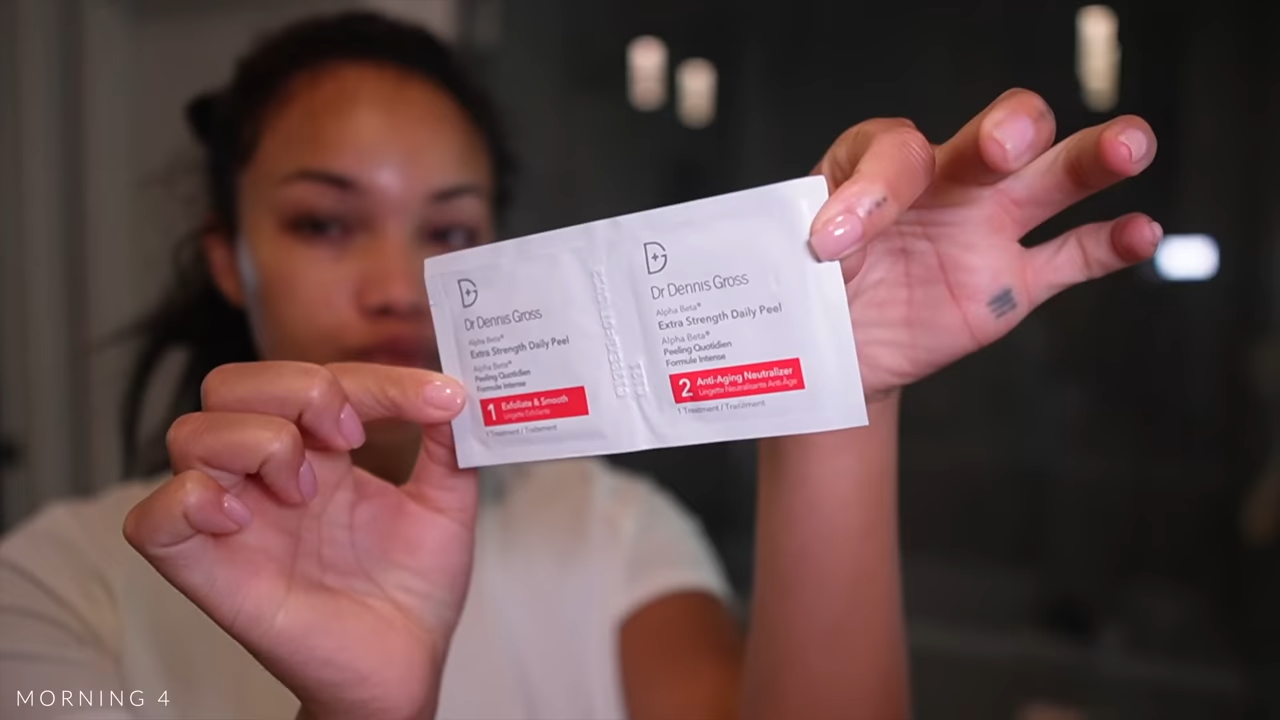 Dr Dennis Gross
Alpha Beta®
Extra Strength Daily Peel
Alpha Beta®
Peeling Quotidien
Formule Intense
1 Exfoliate & Smooth
Lingette Exfoliante
1 Treatment / Traitement
Dr Dennis Gross
Alpha Beta®
Extra Strength Daily Peel
Alpha Beta®
Peeling Quotidien
Formule Intense
2 Anti-Aging Neutralizer
Lingette Neutralisante Anti-Âge
1 Treatment / Traitement
MORNING 4